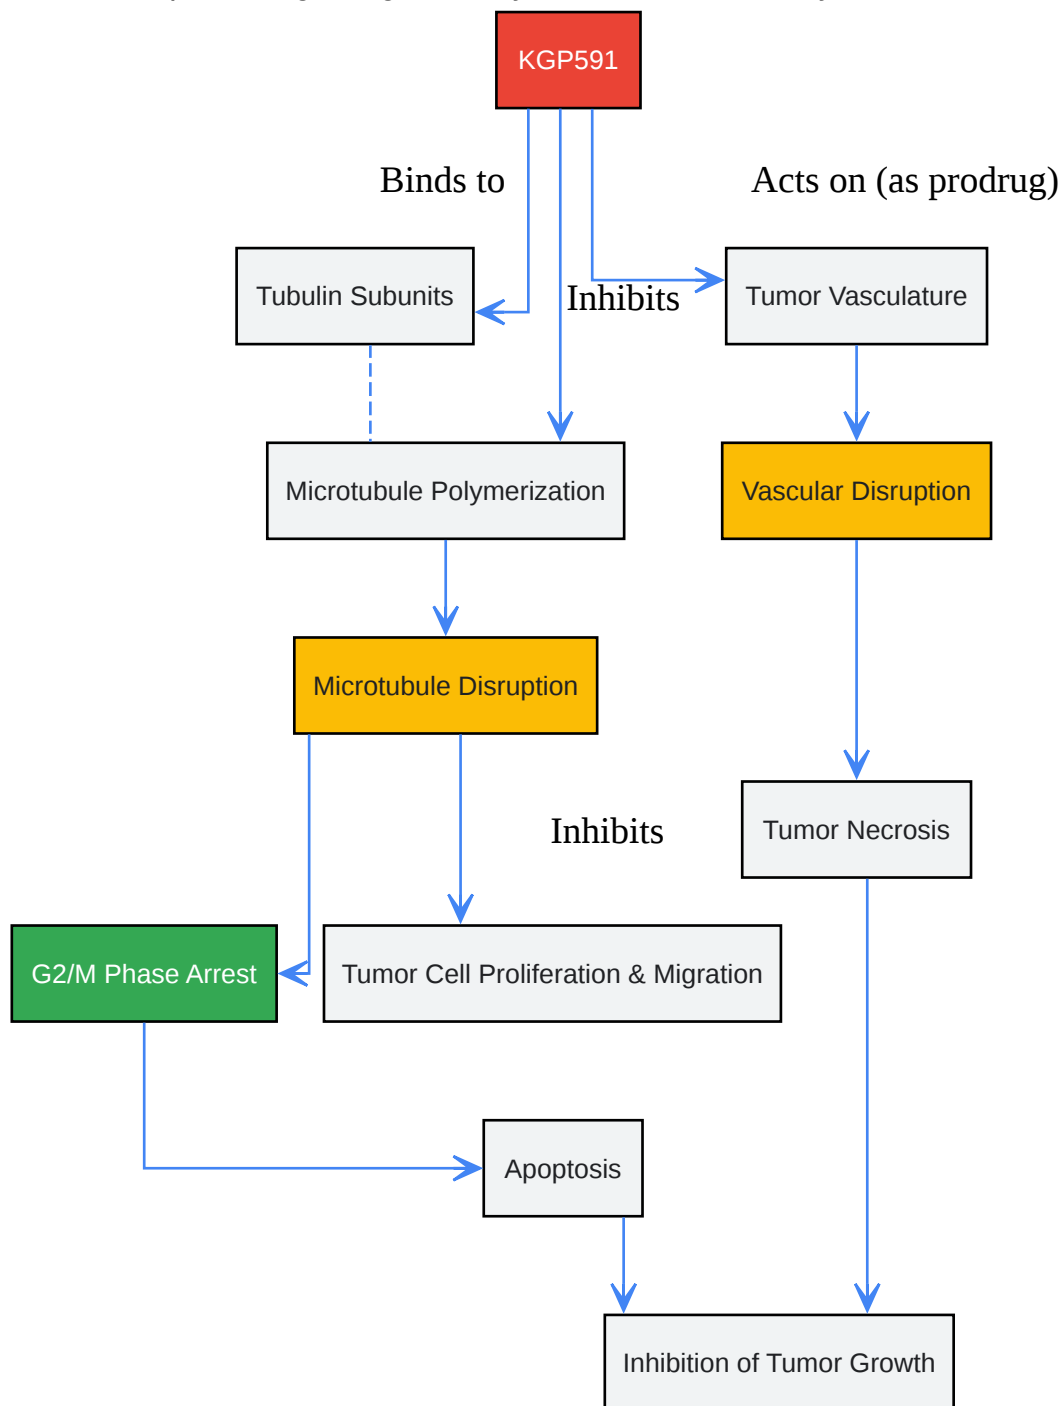 KGP591
Binds to
Acts on (as prodrug)
Tubulin Subunits
Inhibits
Tumor Vasculature
Microtubule Polymerization
Vascular Disruption
Microtubule Disruption
Inhibits
Tumor Necrosis
G2/M Phase Arrest
Tumor Cell Proliferation & Migration
Apoptosis
Inhibition of Tumor Growth